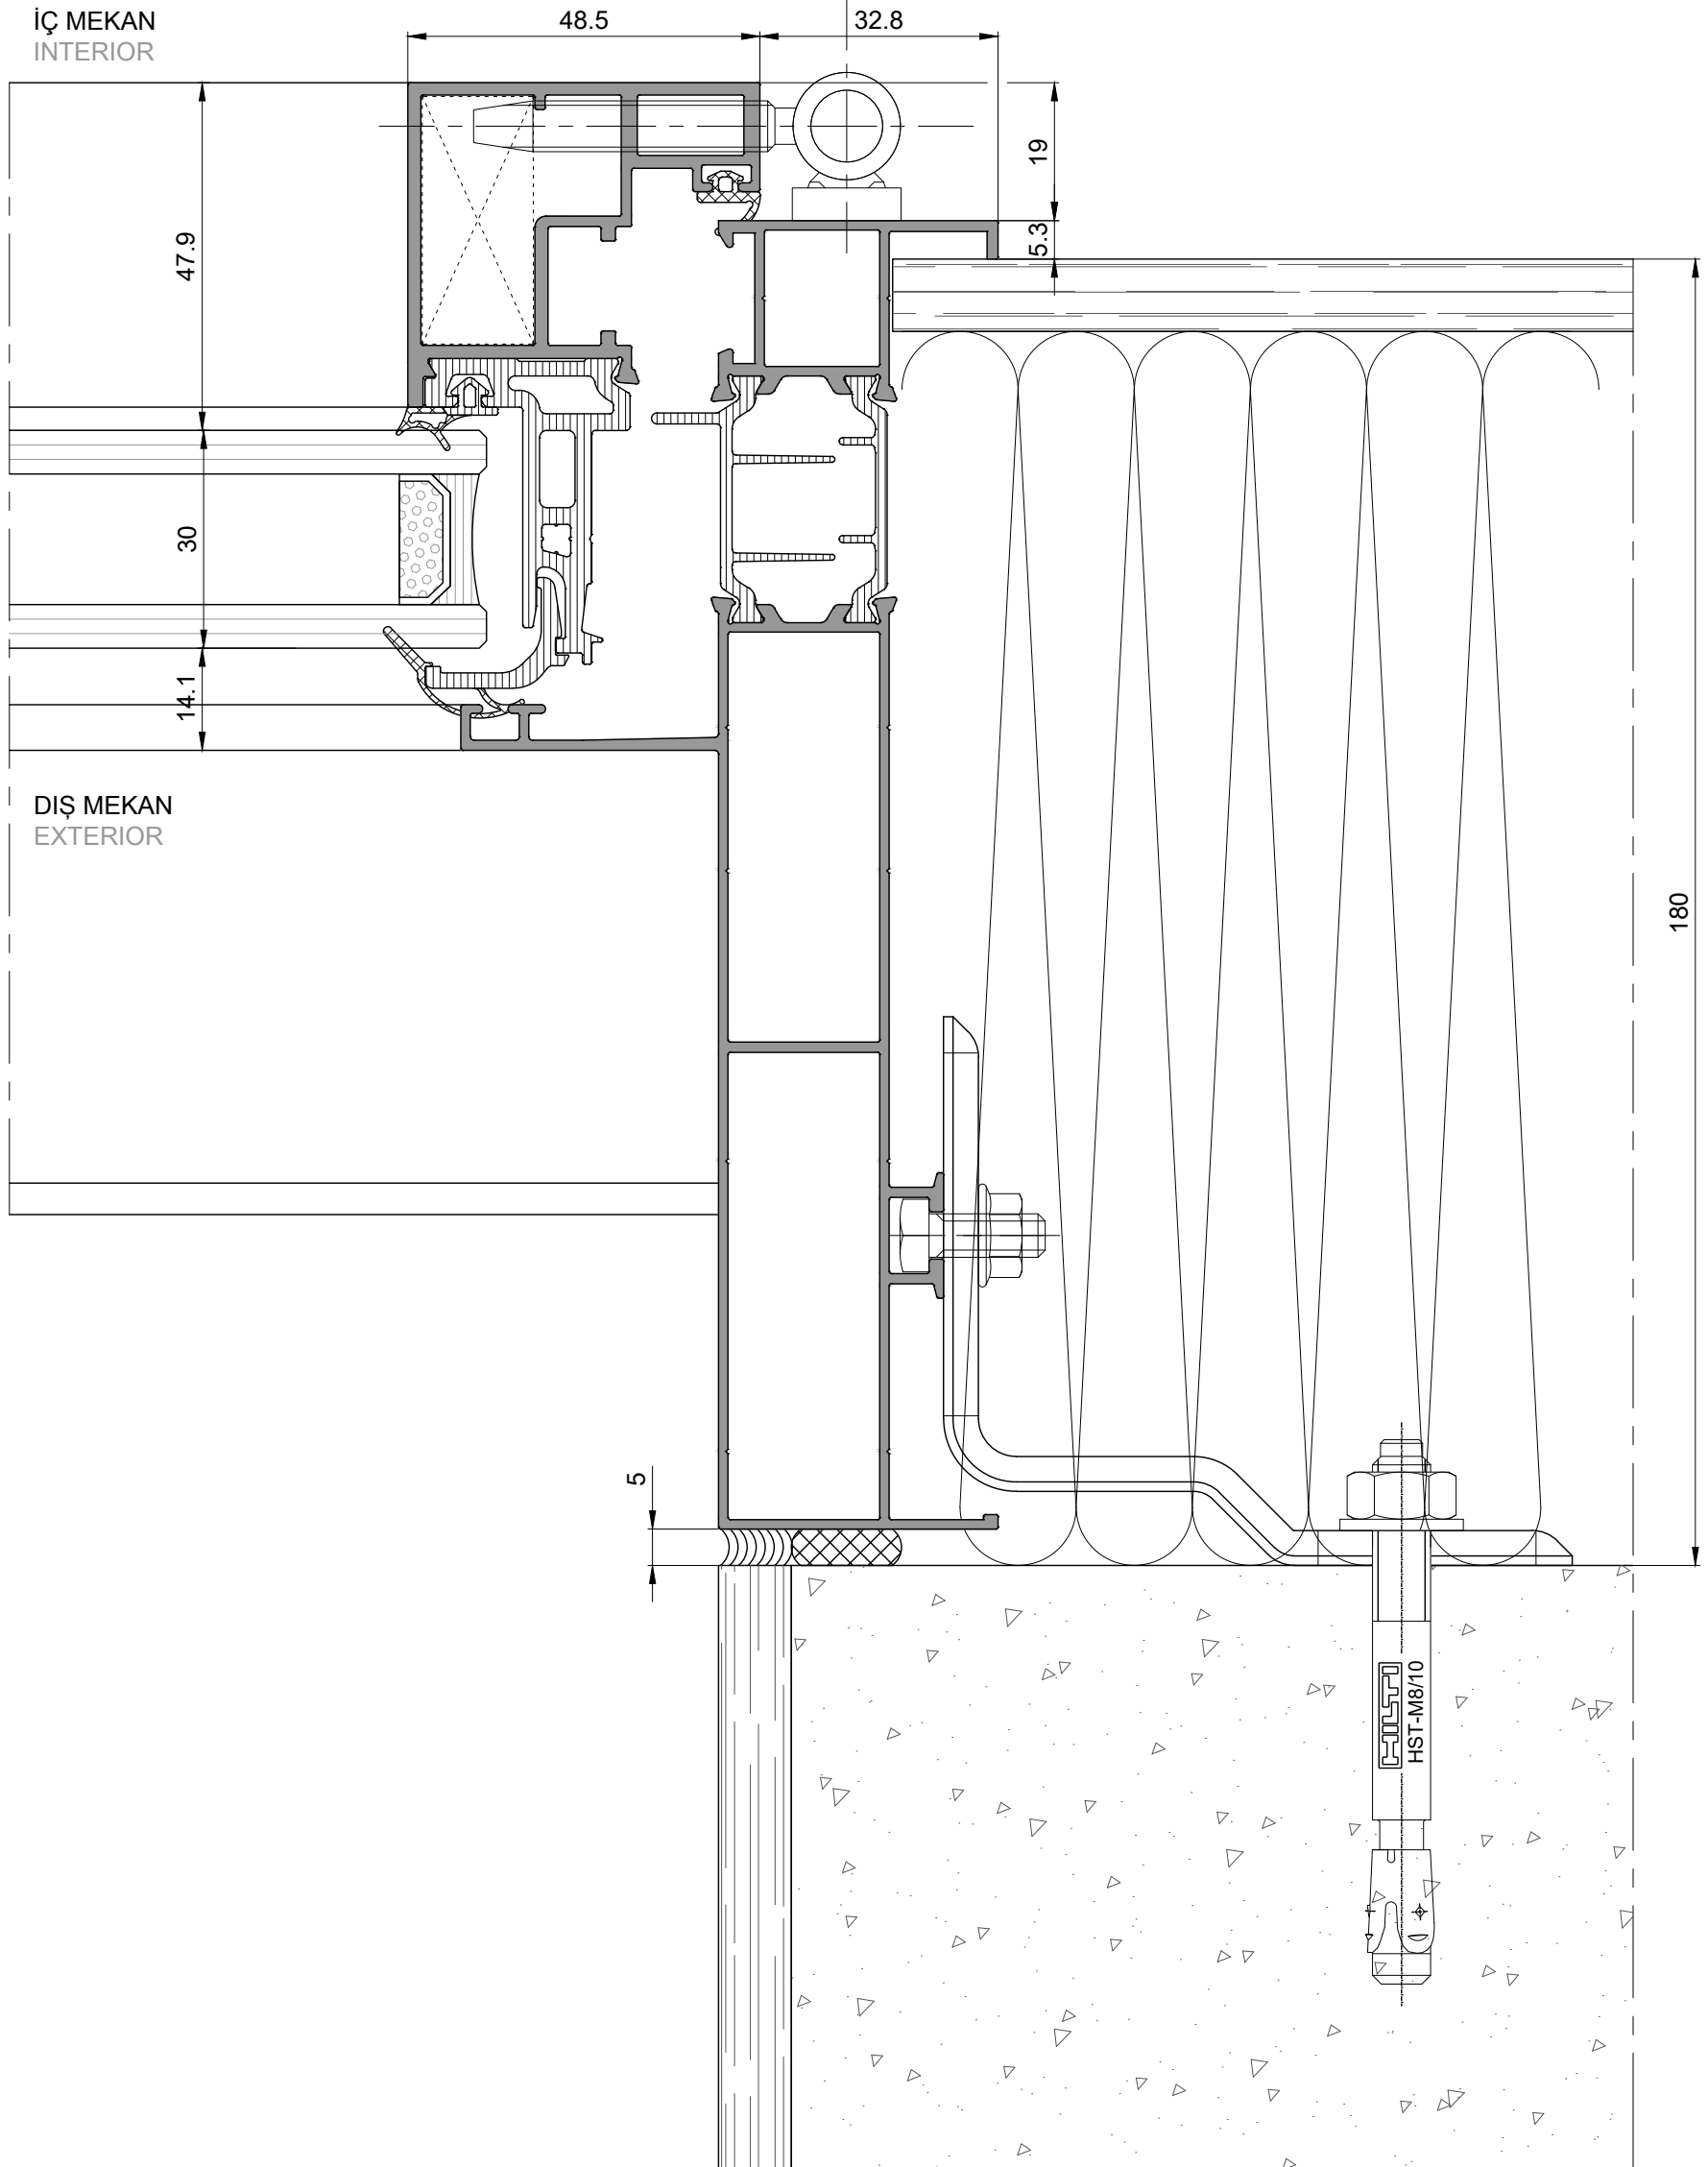 İÇ MEKAN
INTERIOR
48.5
32.8
19
5.3
47.9
30
14.1
DIŞ MEKAN
EXTERIOR
180
5
HILTI
HST-M8/10